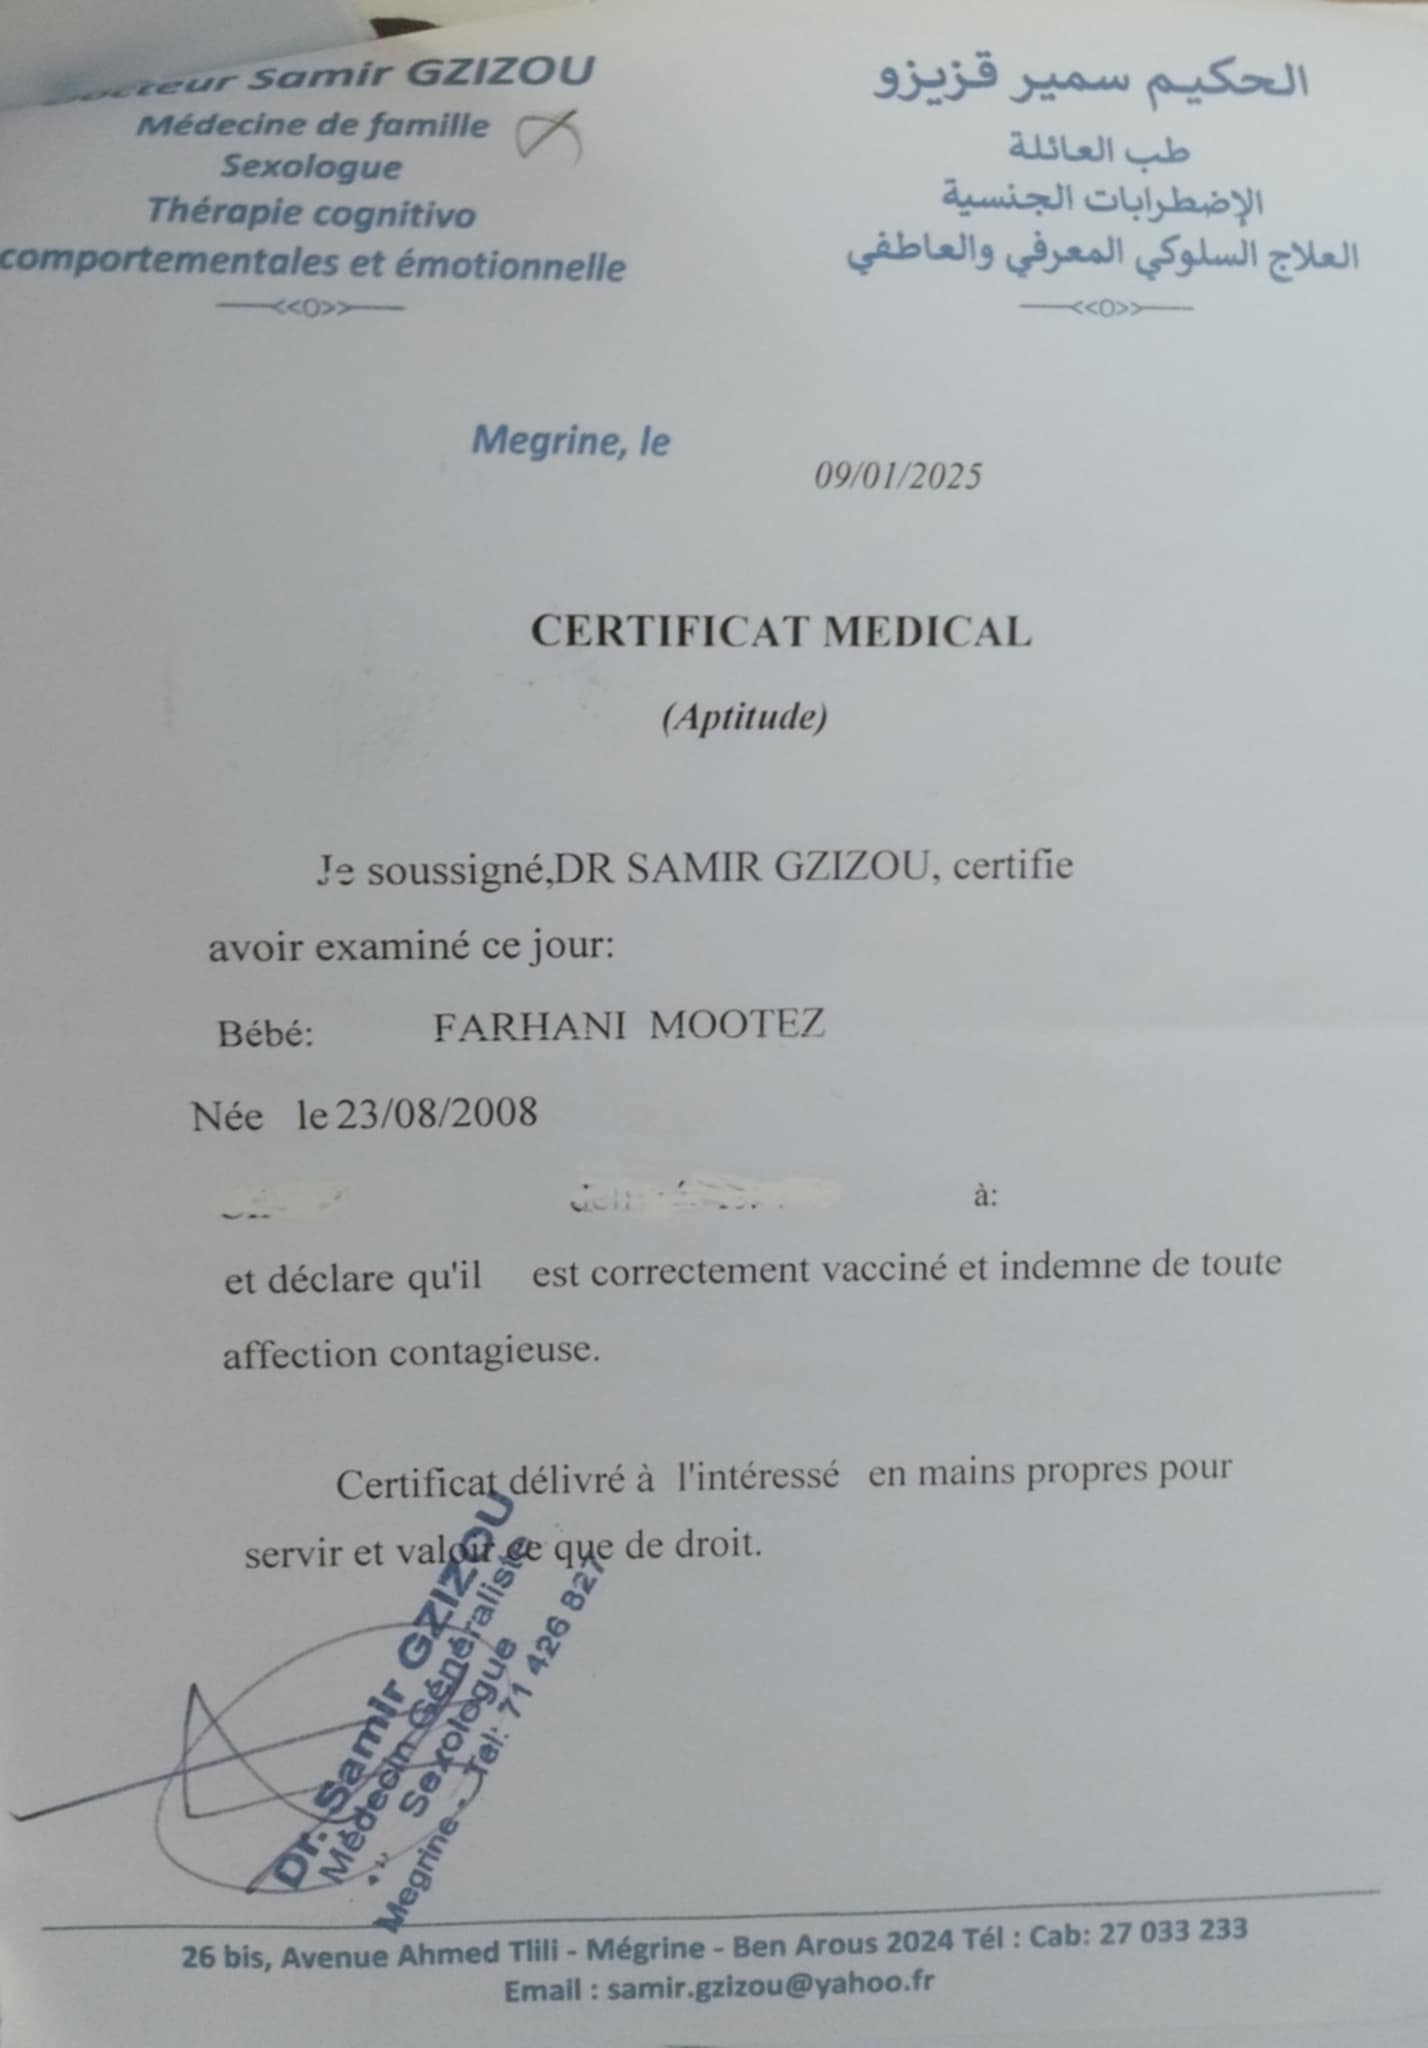 Docteur Samir GZIZOU
Médecine de famille
Sexologue
Thérapie cognitivo
comportementales et émotionnelle
<<O>>
الحكيم سمير قزيزو
طب العائلة
الإضطرابات الجنسية
العلاج السلوكي المعرفي والعاطفي
<<O>>
Megrine, le 09/01/2025
CERTIFICAT MEDICAL
(Aptitude)
Je soussigné,DR SAMIR GZIZOU, certifie
avoir examiné ce jour:
Bébé: FARHANI MOOTEZ
Née le 23/08/2008
à:
et déclare qu'il est correctement vacciné et indemne de toute
affection contagieuse.
Certificat délivré à l'intéressé en mains propres pour
servir et valoir ce que de droit.
Dr. Samir GZIZOU
Médecin Généraliste
Sexologue
Megrine - Tel: 71 426 827
26 bis, Avenue Ahmed Tlili - Mégrine - Ben Arous 2024 Tél : Cab: 27 033 233
Email : samir.gzizou@yahoo.fr